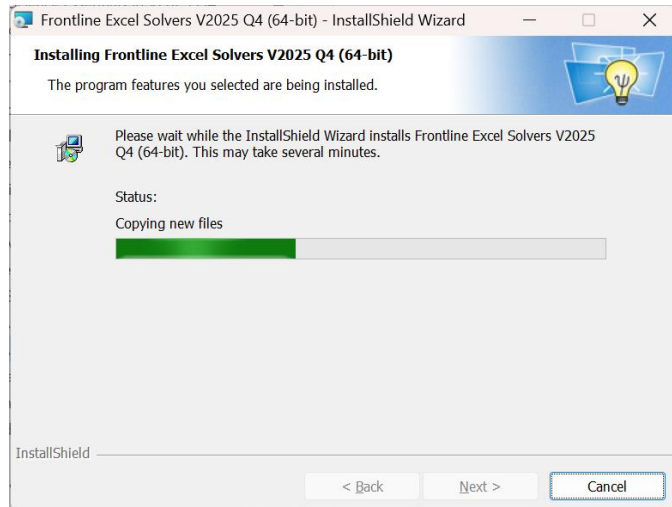 Frontline Excel Solvers V2025 Q4 (64-bit) - InstallShield Wizard
Installing Frontline Excel Solvers V2025 Q4 (64-bit)
The program features you selected are being installed.
Please wait while the InstallShield Wizard installs Frontline Excel Solvers V2025
Q4 (64-bit). This may take several minutes.
Status:
Copying new files
InstallShield
< Back Next > Cancel